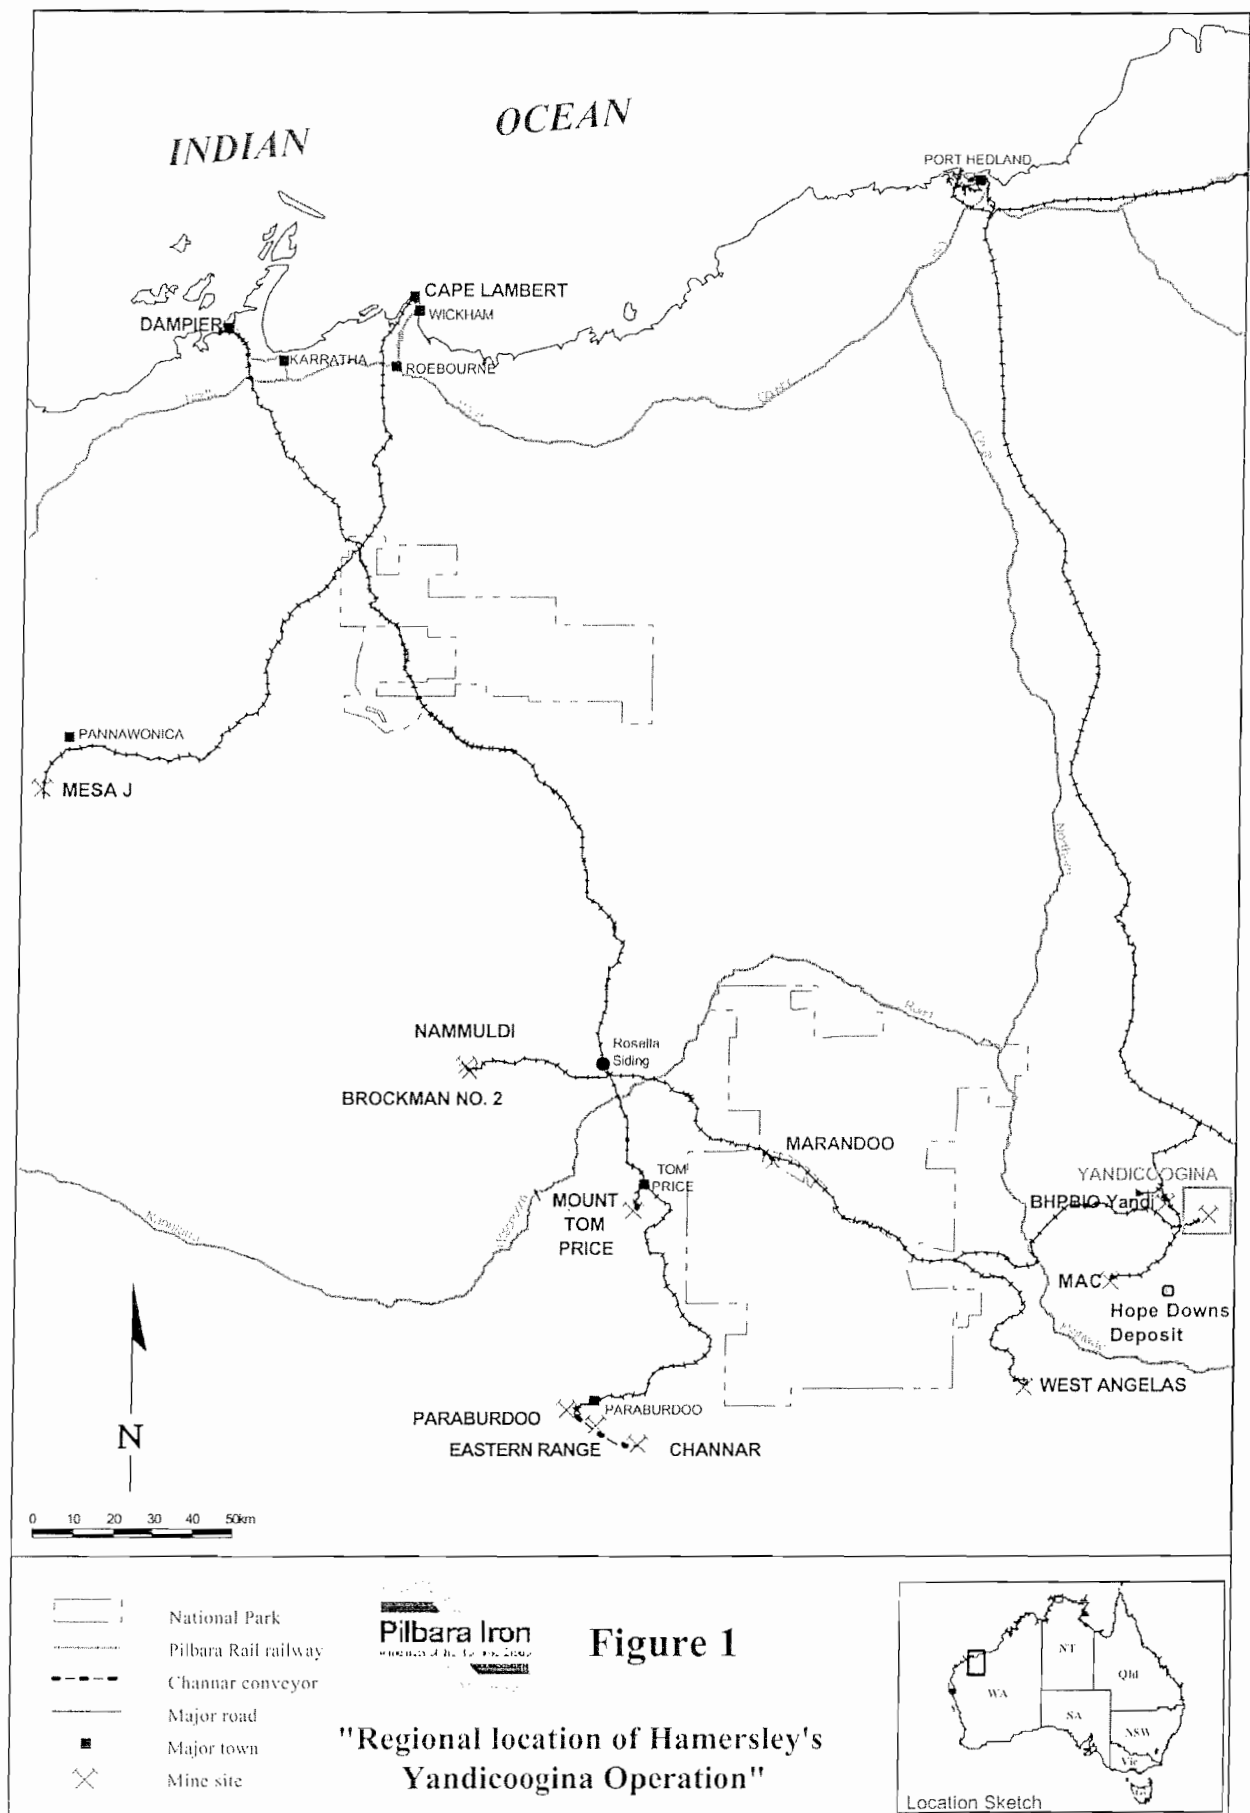 INDIAN
OCEAN
PORT HEDLAND
CAPE LAMBERT
WICKHAM
DAMPIER
KARRATHA
ROEBOURNE
PANNAWONICA
MESA J
NAMMULDI
Rosella
Siding
BROCKMAN NO. 2
MARANDOO
TOM
PRICE
MOUNT
TOM
PRICE
YANDICOOGINA
BHPBIO Yandi
MAC
Hope Downs
Deposit
WEST ANGELAS
PARABURDOO
PARABURDOO
EASTERN RANGE
CHANNAR
N
0 10 20 30 40 50km
National Park
Pilbara Rail railway
Channar conveyor
Major road
Major town
Mine site
Pilbara Iron
Figure 1
"Regional location of Hamersley's
Yandicoogina Operation"
NT
Qld
WA
SA
NSW
Vic
Location Sketch